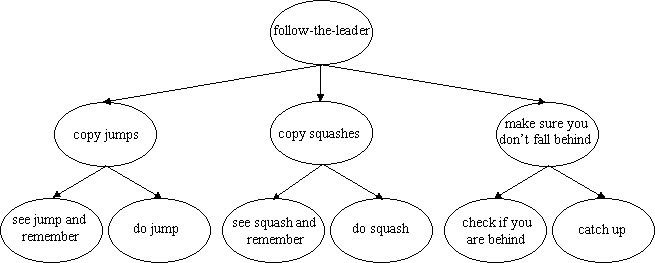 follow-the-leader
copy jumps
copy squashes
make sure you
don't fall behind
see jump and
remember
do jump
see squash and
remember
do squash
check if you
are behind
catch up